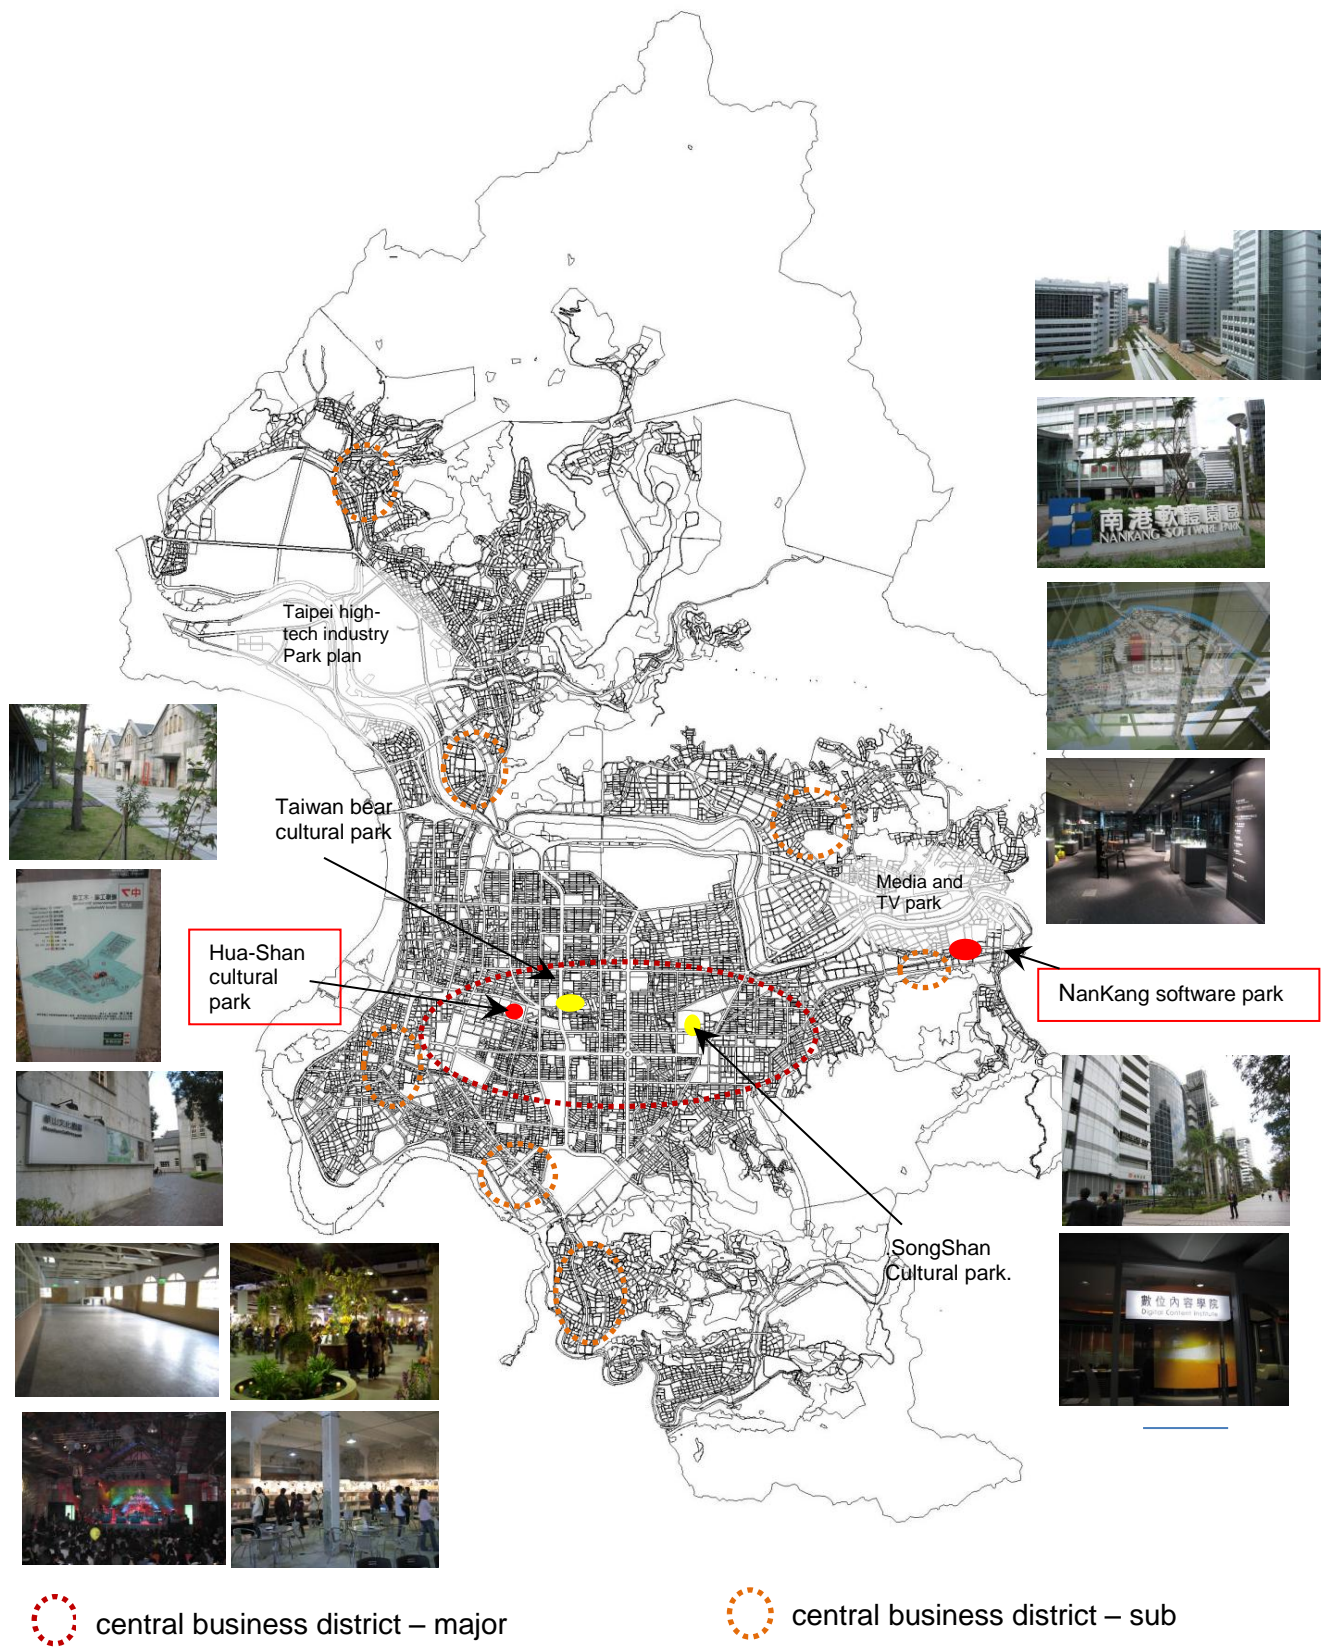 南港軟體園區
NANKANG SOFTWARE PARK
Taipei high-
tech industry
Park plan
Taiwan bear
cultural park
Media and
TV park
Hua-Shan
cultural
park
NanKang software park
.SongShan
Cultural park.
數位內容學院
Digital Content Institute
central business district – major
central business district – sub